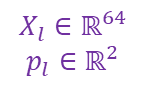 X_l ∈ ℝ^64
p_l ∈ ℝ^2